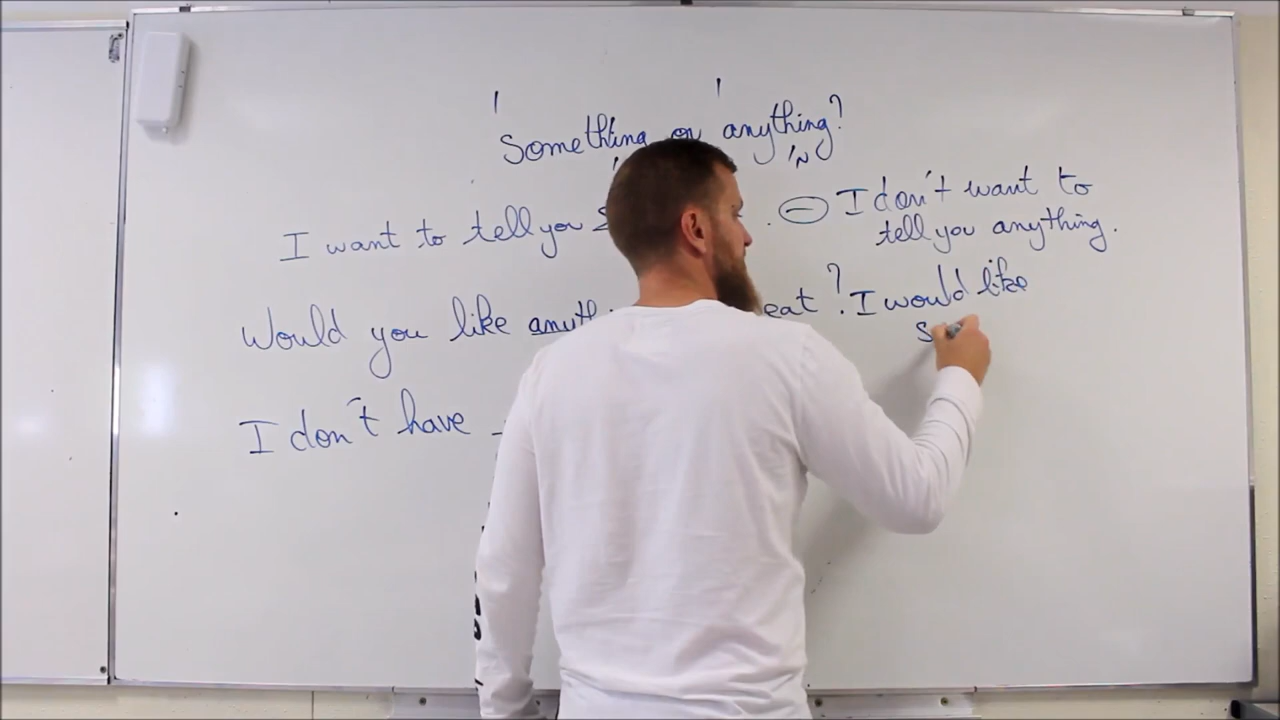 Something or anything?
I want to tell you
I don't want to
tell you anything.
Would you like eat? I would like
I don't have